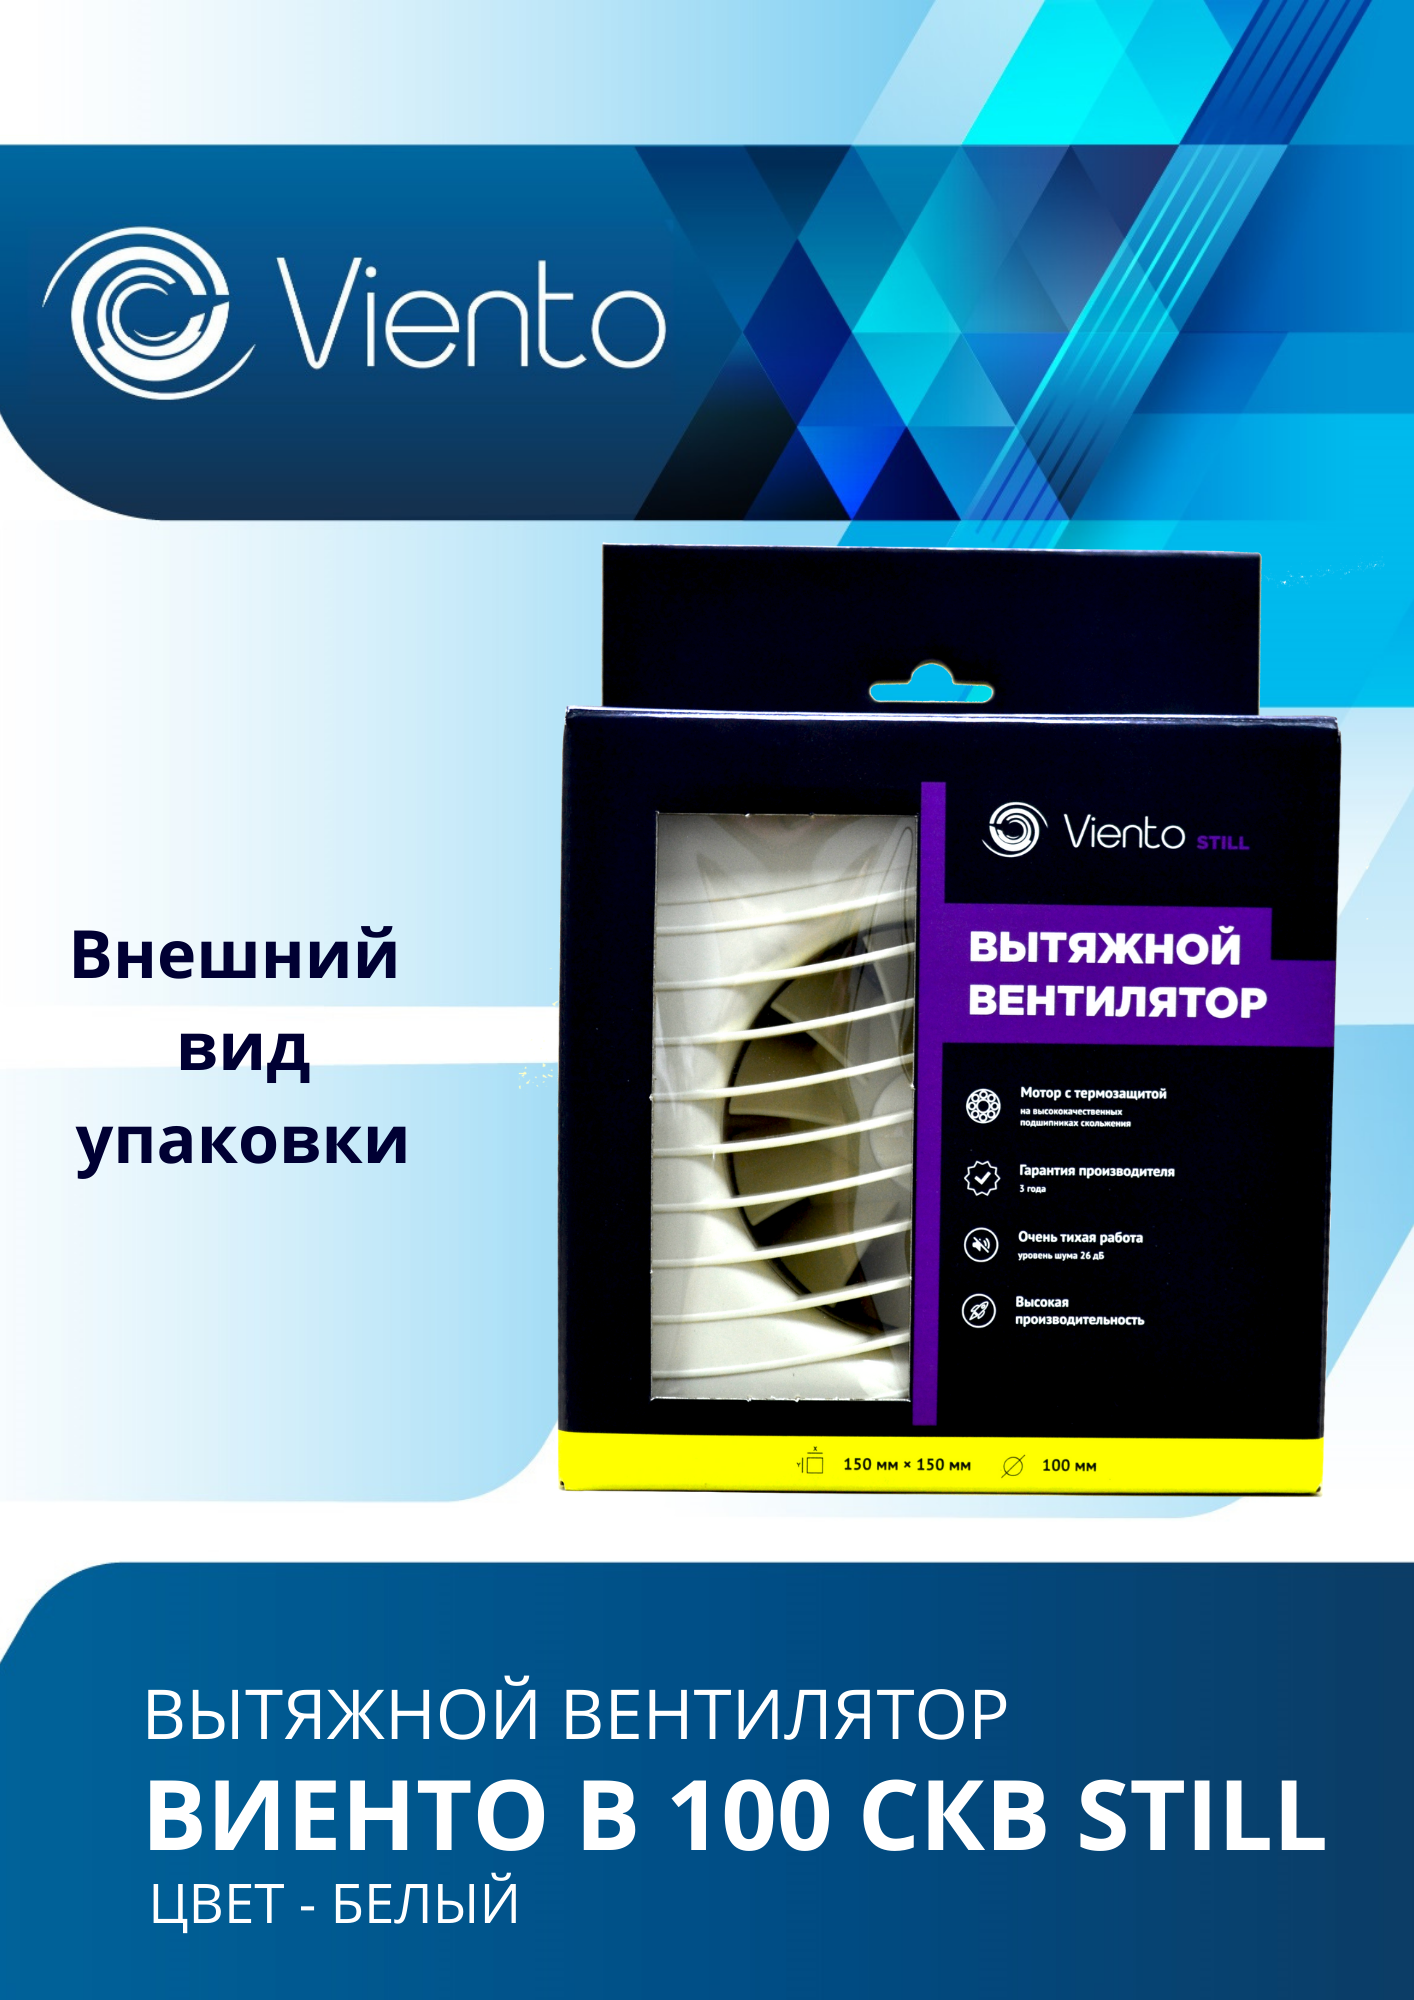 Viento
Внешний
вид
упаковки
Viento STILL
ВЫТЯЖНОЙ
ВЕНТИЛЯТОР
Мотор с термозащитой
на высококачественных
подшипниках скольжения
Гарантия производителя
3 года
Очень тихая работа
уровень шума 26 дБ
Высокая
производительность
X
Y
150 мм × 150 мм
100 мм
ВЫТЯЖНОЙ ВЕНТИЛЯТОР
ВИЕНТО В 100 СКВ STILL
ЦВЕТ - БЕЛЫЙ